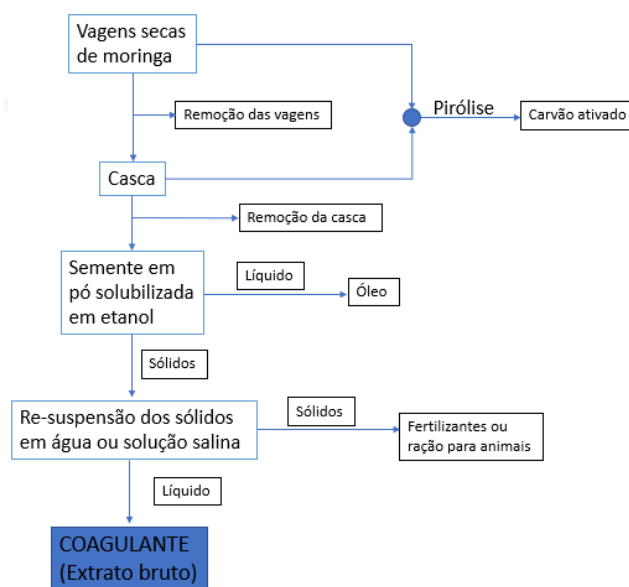 Vagens secas
de moringa
Remoção das vagens
Pirólise
Carvão ativado
Casca
Remoção da casca
Semente em
pó solubilizada
em etanol
Líquido
Óleo
Sólidos
Re-suspensão dos sólidos
em água ou solução salina
Sólidos
Fertilizantes ou
ração para animais
Líquido
COAGULANTE
(Extrato bruto)